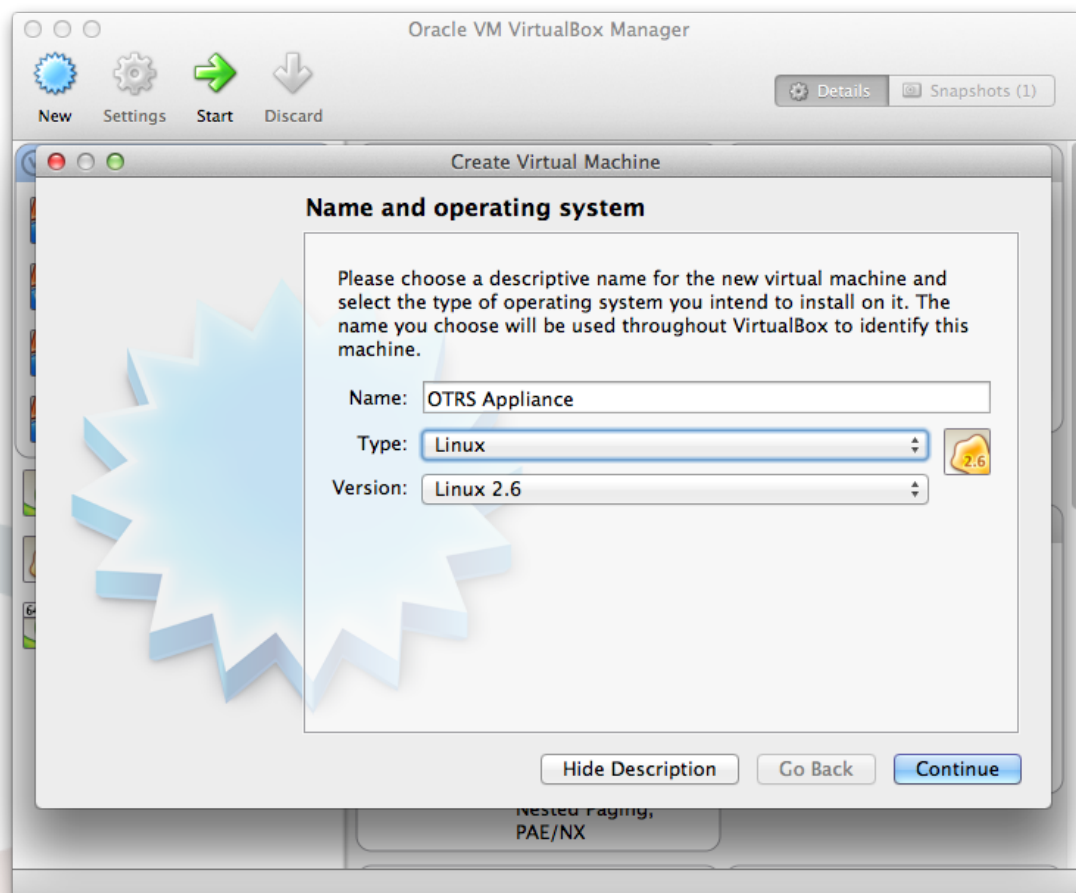 Oracle VM VirtualBox Manager
New
Settings
Start
Discard
Details
Snapshots (1)
Create Virtual Machine
Name and operating system
Please choose a descriptive name for the new virtual machine and
select the type of operating system you intend to install on it. The
name you choose will be used throughout VirtualBox to identify this
machine.
Name: OTRS Appliance
Type: Linux
2.6
Version: Linux 2.6
Hide Description
Go Back
Continue
Nested Paging,
PAE/NX